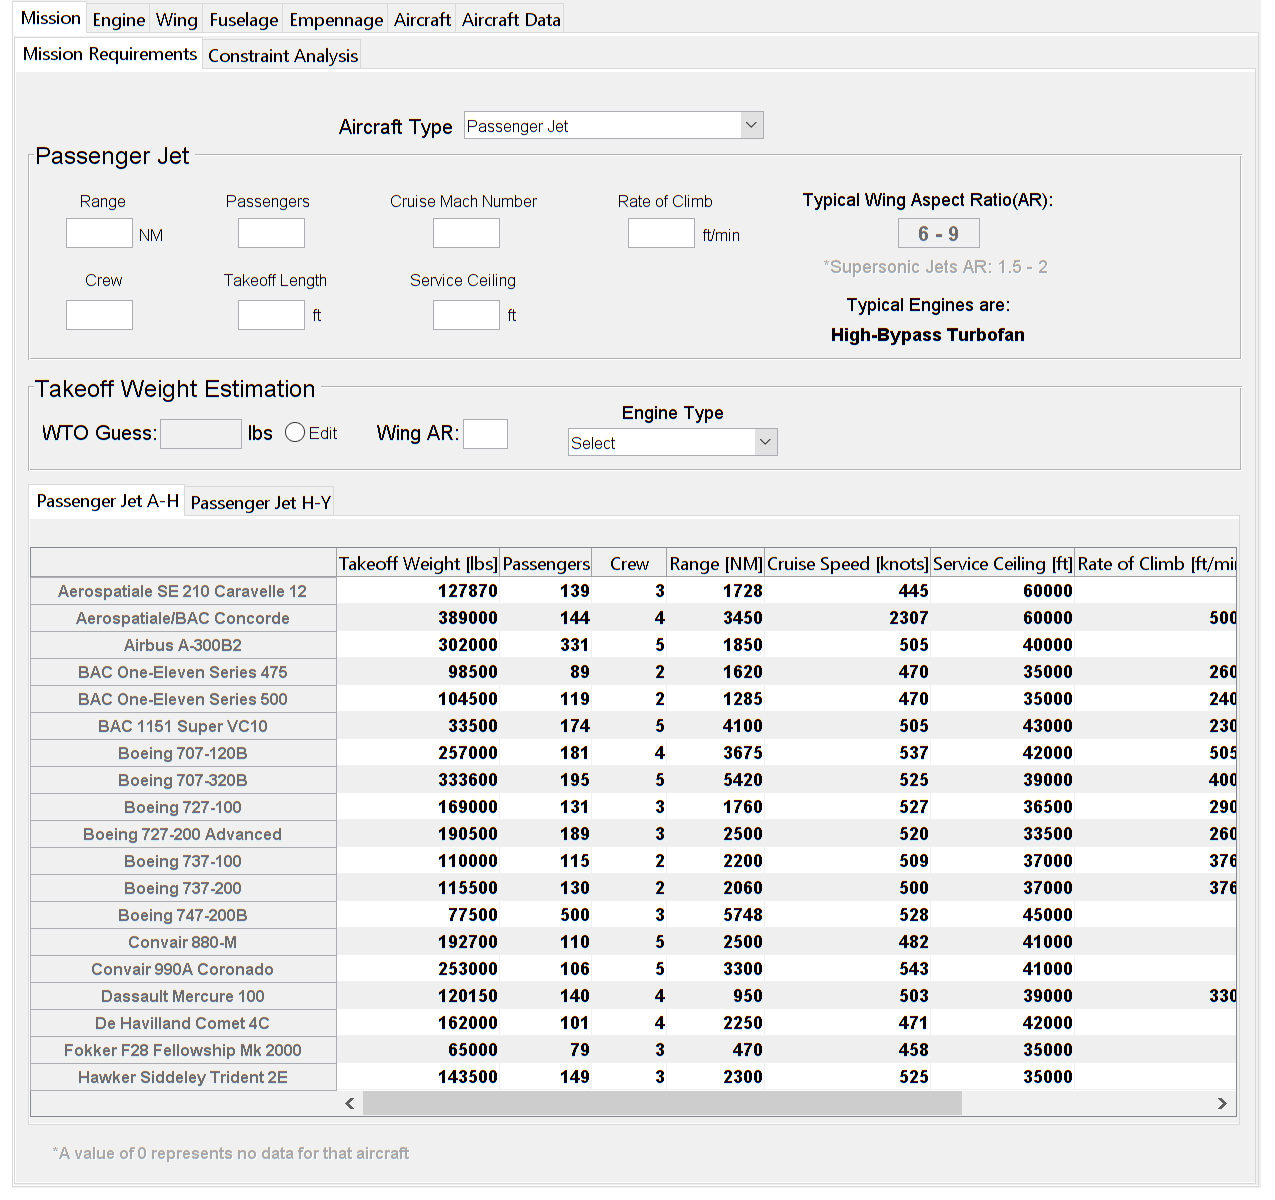 Mission Engine Wing Fuselage Empennage Aircraft Aircraft Data
Mission Requirements Constraint Analysis
Aircraft Type Passenger Jet
Passenger Jet
Range Passengers Cruise Mach Number Rate of Climb Typical Wing Aspect Ratio(AR):
NM ft/min 6 - 9
*Supersonic Jets AR: 1.5 - 2
Crew Takeoff Length Service Ceiling
Typical Engines are:
ft ft
High-Bypass Turbofan
Takeoff Weight Estimation
Engine Type
WTO Guess: lbs Edit Wing AR: Select
Passenger Jet A-H Passenger Jet H-Y
Takeoff Weight [lbs] Passengers Crew Range [NM] Cruise Speed [knots] Service Ceiling [ft] Rate of Climb [ft/mi
Aerospatiale SE 210 Caravelle 12 127870 139 3 1728 445 60000
Aerospatiale/BAC Concorde 389000 144 4 3450 2307 60000 500
Airbus A-300B2 302000 331 5 1850 505 40000
BAC One-Eleven Series 475 98500 89 2 1620 470 35000 260
BAC One-Eleven Series 500 104500 119 2 1285 470 35000 240
BAC 1151 Super VC10 33500 174 5 4100 505 43000 230
Boeing 707-120B 257000 181 4 3675 537 42000 505
Boeing 707-320B 333600 195 5 5420 525 39000 400
Boeing 727-100 169000 131 3 1760 527 36500 290
Boeing 727-200 Advanced 190500 189 3 2500 520 33500 260
Boeing 737-100 110000 115 2 2200 509 37000 376
Boeing 737-200 115500 130 2 2060 500 37000 376
Boeing 747-200B 77500 500 3 5748 528 45000
Convair 880-M 192700 110 5 2500 482 41000
Convair 990A Coronado 253000 106 5 3300 543 41000
Dassault Mercure 100 120150 140 4 950 503 39000 330
De Havilland Comet 4C 162000 101 4 2250 471 42000
Fokker F28 Fellowship Mk 2000 65000 79 3 470 458 35000
Hawker Siddeley Trident 2E 143500 149 3 2300 525 35000
*A value of 0 represents no data for that aircraft